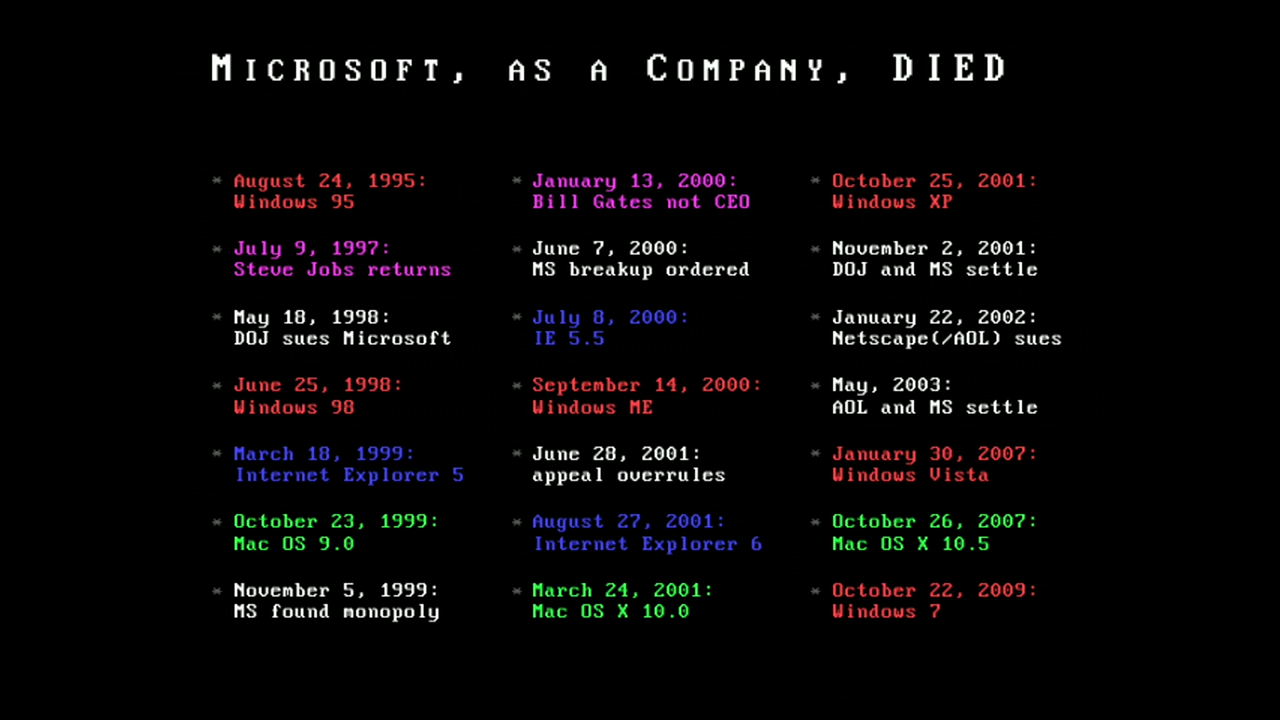 Microsoft, as a Company, DIED
* August 24, 1995:
Windows 95
* July 9, 1997:
Steve Jobs returns
* May 18, 1998:
DOJ sues Microsoft
* June 25, 1998:
Windows 98
* March 18, 1999:
Internet Explorer 5
* October 23, 1999:
Mac OS 9.0
* November 5, 1999:
MS found monopoly
* January 13, 2000:
Bill Gates not CEO
* June 7, 2000:
MS breakup ordered
* July 8, 2000:
IE 5.5
* September 14, 2000:
Windows ME
* June 28, 2001:
appeal overrules
* August 27, 2001:
Internet Explorer 6
* March 24, 2001:
Mac OS X 10.0
* October 25, 2001:
Windows XP
* November 2, 2001:
DOJ and MS settle
* January 22, 2002:
Netscape(/AOL) sues
* May, 2003:
AOL and MS settle
* January 30, 2007:
Windows Vista
* October 26, 2007:
Mac OS X 10.5
* October 22, 2009:
Windows 7